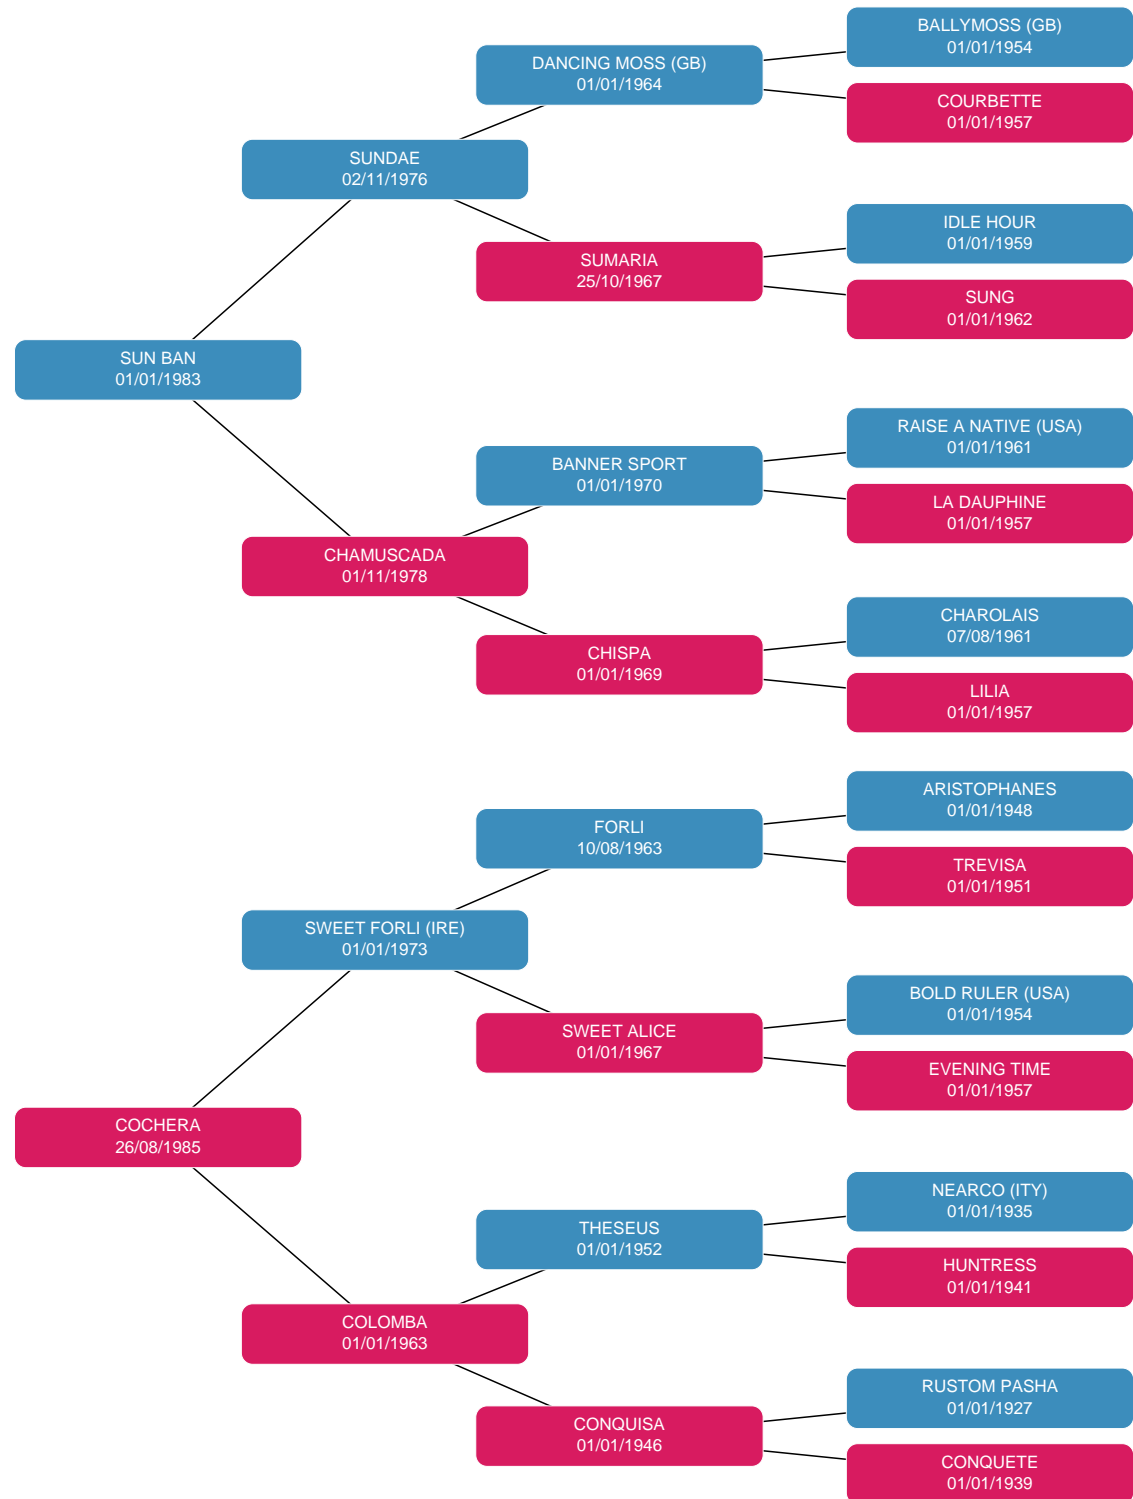 BALLYMOSS (GB)
01/01/1954
DANCING MOSS (GB)
01/01/1964
COURBETTE
01/01/1957
SUNDAE
02/11/1976
IDLE HOUR
01/01/1959
SUMARIA
25/10/1967
SUNG
01/01/1962
SUN BAN
01/01/1983
RAISE A NATIVE (USA)
01/01/1961
BANNER SPORT
01/01/1970
LA DAUPHINE
01/01/1957
CHAMUSCADA
01/11/1978
CHAROLAIS
07/08/1961
CHISPA
01/01/1969
LILIA
01/01/1957
ARISTOPHANES
01/01/1948
FORLI
10/08/1963
TREVISA
01/01/1951
SWEET FORLI (IRE)
01/01/1973
BOLD RULER (USA)
01/01/1954
SWEET ALICE
01/01/1967
EVENING TIME
01/01/1957
COCHERA
26/08/1985
NEARCO (ITY)
01/01/1935
THESEUS
01/01/1952
HUNTRESS
01/01/1941
COLOMBA
01/01/1963
RUSTOM PASHA
01/01/1927
CONQUISA
01/01/1946
CONQUETE
01/01/1939